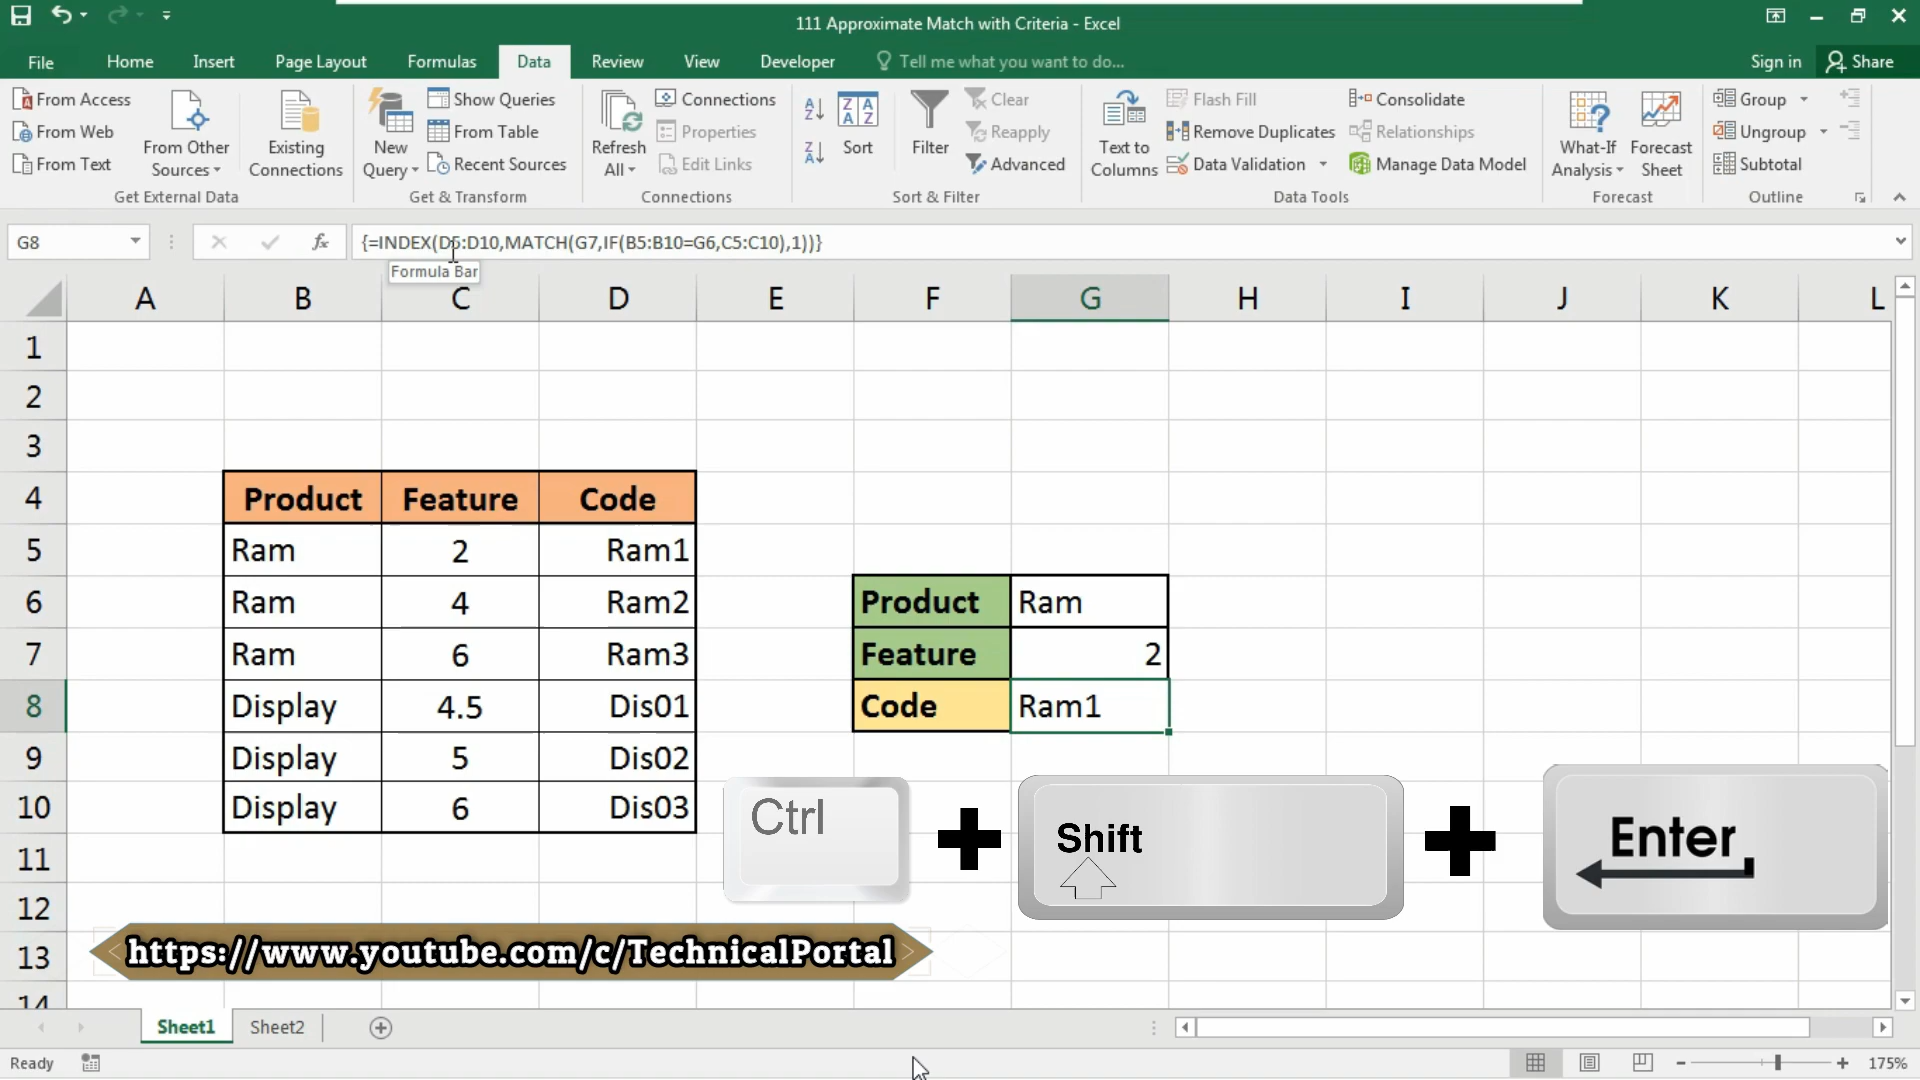 111 Approximate Match with Criteria - Excel
File Home Insert Page Layout Formulas Data Review View Developer Tell me what you want to do... Sign in Share
From Access
From Web
From Text
From Other Sources
Existing Connections
Get External Data
New Query
Show Queries
From Table
Recent Sources
Get & Transform
Refresh All
Connections
Properties
Edit Links
Connections
Sort
Filter
Clear
Reapply
Advanced
Sort & Filter
Text to Columns
Flash Fill
Remove Duplicates
Data Validation
Consolidate
Relationships
Manage Data Model
Data Tools
What-If Analysis
Forecast Sheet
Forecast
Group
Ungroup
Subtotal
Outline
G8 fx {=INDEX(D5:D10,MATCH(G7,IF(B5:B10=G6,C5:C10),1))}
Formula Bar
A B C D E F G H I J K L
1
2
3
4 Product Feature Code
5 Ram 2 Ram1
6 Ram 4 Ram2 Product Ram
7 Ram 6 Ram3 Feature 2
8 Display 4.5 Dis01 Code Ram1
9 Display 5 Dis02
10 Display 6 Dis03
Ctrl + Shift + Enter
11
12
13
https://www.youtube.com/c/TechnicalPortal
14
Sheet1 Sheet2
Ready 175%